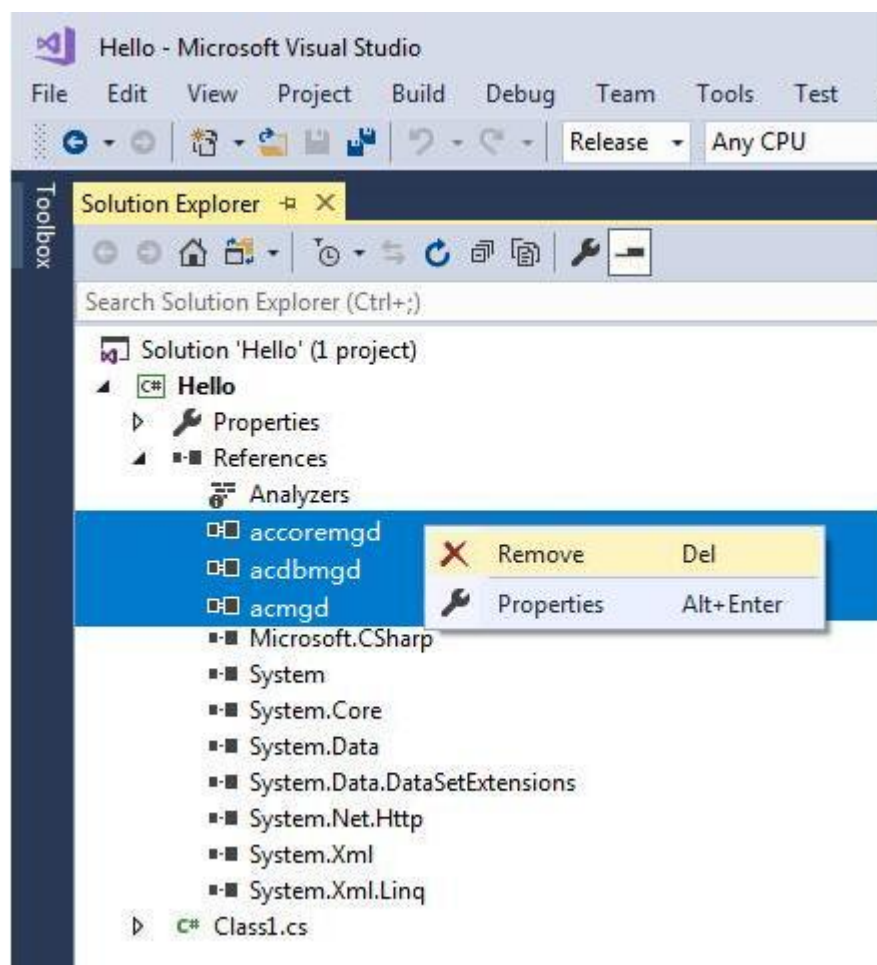 Hello - Microsoft Visual Studio
File Edit View Project Build Debug Team Tools Test
Release Any CPU
Toolbox
Solution Explorer
Search Solution Explorer (Ctrl+;)
Solution 'Hello' (1 project)
C# Hello
Properties
References
Analyzers
accoremgd
acdbmgd
acmgd
Remove Del
Properties Alt+Enter
Microsoft.CSharp
System
System.Core
System.Data
System.Data.DataSetExtensions
System.Net.Http
System.Xml
System.Xml.Linq
C# Class1.cs